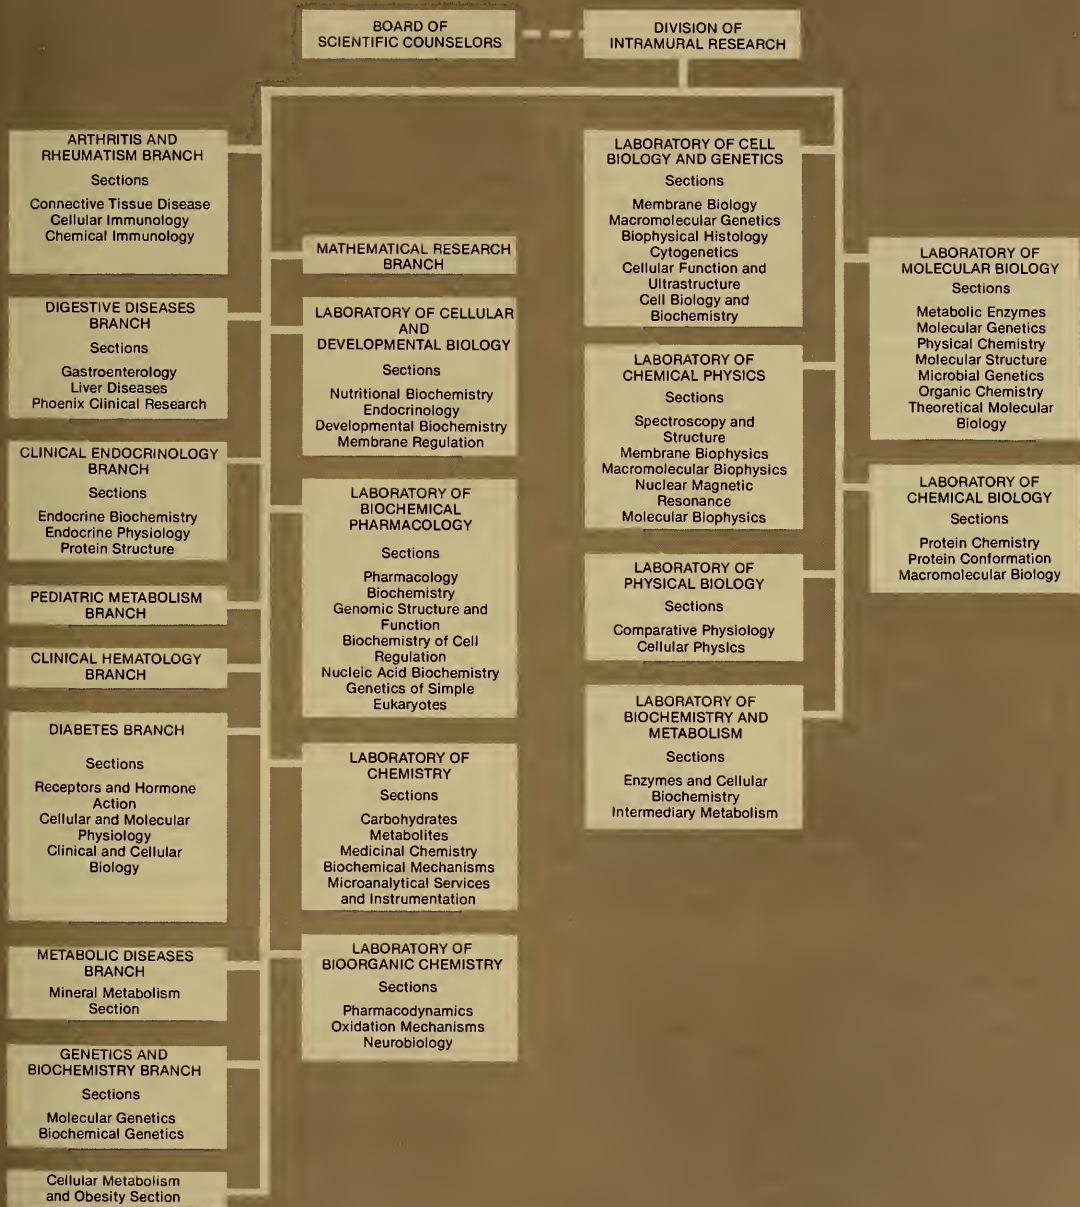 BOARD OF
SCIENTIFIC COUNSELORS
DIVISION OF
INTRAMURAL RESEARCH
ARTHRITIS AND
RHEUMATISM BRANCH
Sections
Connective Tissue Disease
Cellular Immunology
Chemical Immunology
DIGESTIVE DISEASES
BRANCH
Sections
Gastroenterology
Liver Diseases
Phoenix Clinical Research
CLINICAL ENDOCRINOLOGY
BRANCH
Sections
Endocrine Biochemistry
Endocrine Physiology
Protein Structure
PEDIATRIC METABOLISM
BRANCH
CLINICAL HEMATOLOGY
BRANCH
DIABETES BRANCH
Sections
Receptors and Hormone
Action
Cellular and Molecular
Physiology
Clinical and Cellular
Biology
METABOLIC DISEASES
BRANCH
Mineral Metabolism
Section
GENETICS AND
BIOCHEMISTRY BRANCH
Sections
Molecular Genetics
Biochemical Genetics
Cellular Metabolism
and Obesity Section
MATHEMATICAL RESEARCH
BRANCH
LABORATORY OF CELLULAR
AND
DEVELOPMENTAL BIOLOGY
Sections
Nutritional Biochemistry
Endocrinology
Developmental Biochemistry
Membrane Regulation
LABORATORY OF
BIOCHEMICAL
PHARMACOLOGY
Sections
Pharmacology
Biochemistry
Genomic Structure and
Function
Biochemistry of Cell
Regulation
Nucleic Acid Biochemistry
Genetics of Simple
Eukaryotes
LABORATORY OF
CHEMISTRY
Sections
Carbohydrates
Metabolites
Medicinal Chemistry
Biochemical Mechanisms
Microanalytical Services
and Instrumentation
LABORATORY OF
BIOORGANIC CHEMISTRY
Sections
Pharmacodynamics
Oxidation Mechanisms
Neurobiology
LABORATORY OF CELL
BIOLOGY AND GENETICS
Sections
Membrane Biology
Macromolecular Genetics
Biophysical Histology
Cytogenetics
Cellular Function and
Ultrastructure
Cell Biology and
Biochemistry
LABORATORY OF
CHEMICAL PHYSICS
Sections
Spectroscopy and
Structure
Membrane Biophysics
Macromolecular Biophysics
Nuclear Magnetic
Resonance
Molecular Biophysics
LABORATORY OF
PHYSICAL BIOLOGY
Sections
Comparative Physiology
Cellular Physics
LABORATORY OF
BIOCHEMISTRY AND
METABOLISM
Sections
Enzymes and Cellular
Biochemistry
Intermediary Metabolism
LABORATORY OF
MOLECULAR BIOLOGY
Sections
Metabolic Enzymes
Molecular Genetics
Physical Chemistry
Molecular Structure
Microbial Genetics
Organic Chemistry
Theoretical Molecular
Biology
LABORATORY OF
CHEMICAL BIOLOGY
Sections
Protein Chemistry
Protein Conformation
Macromolecular Biology